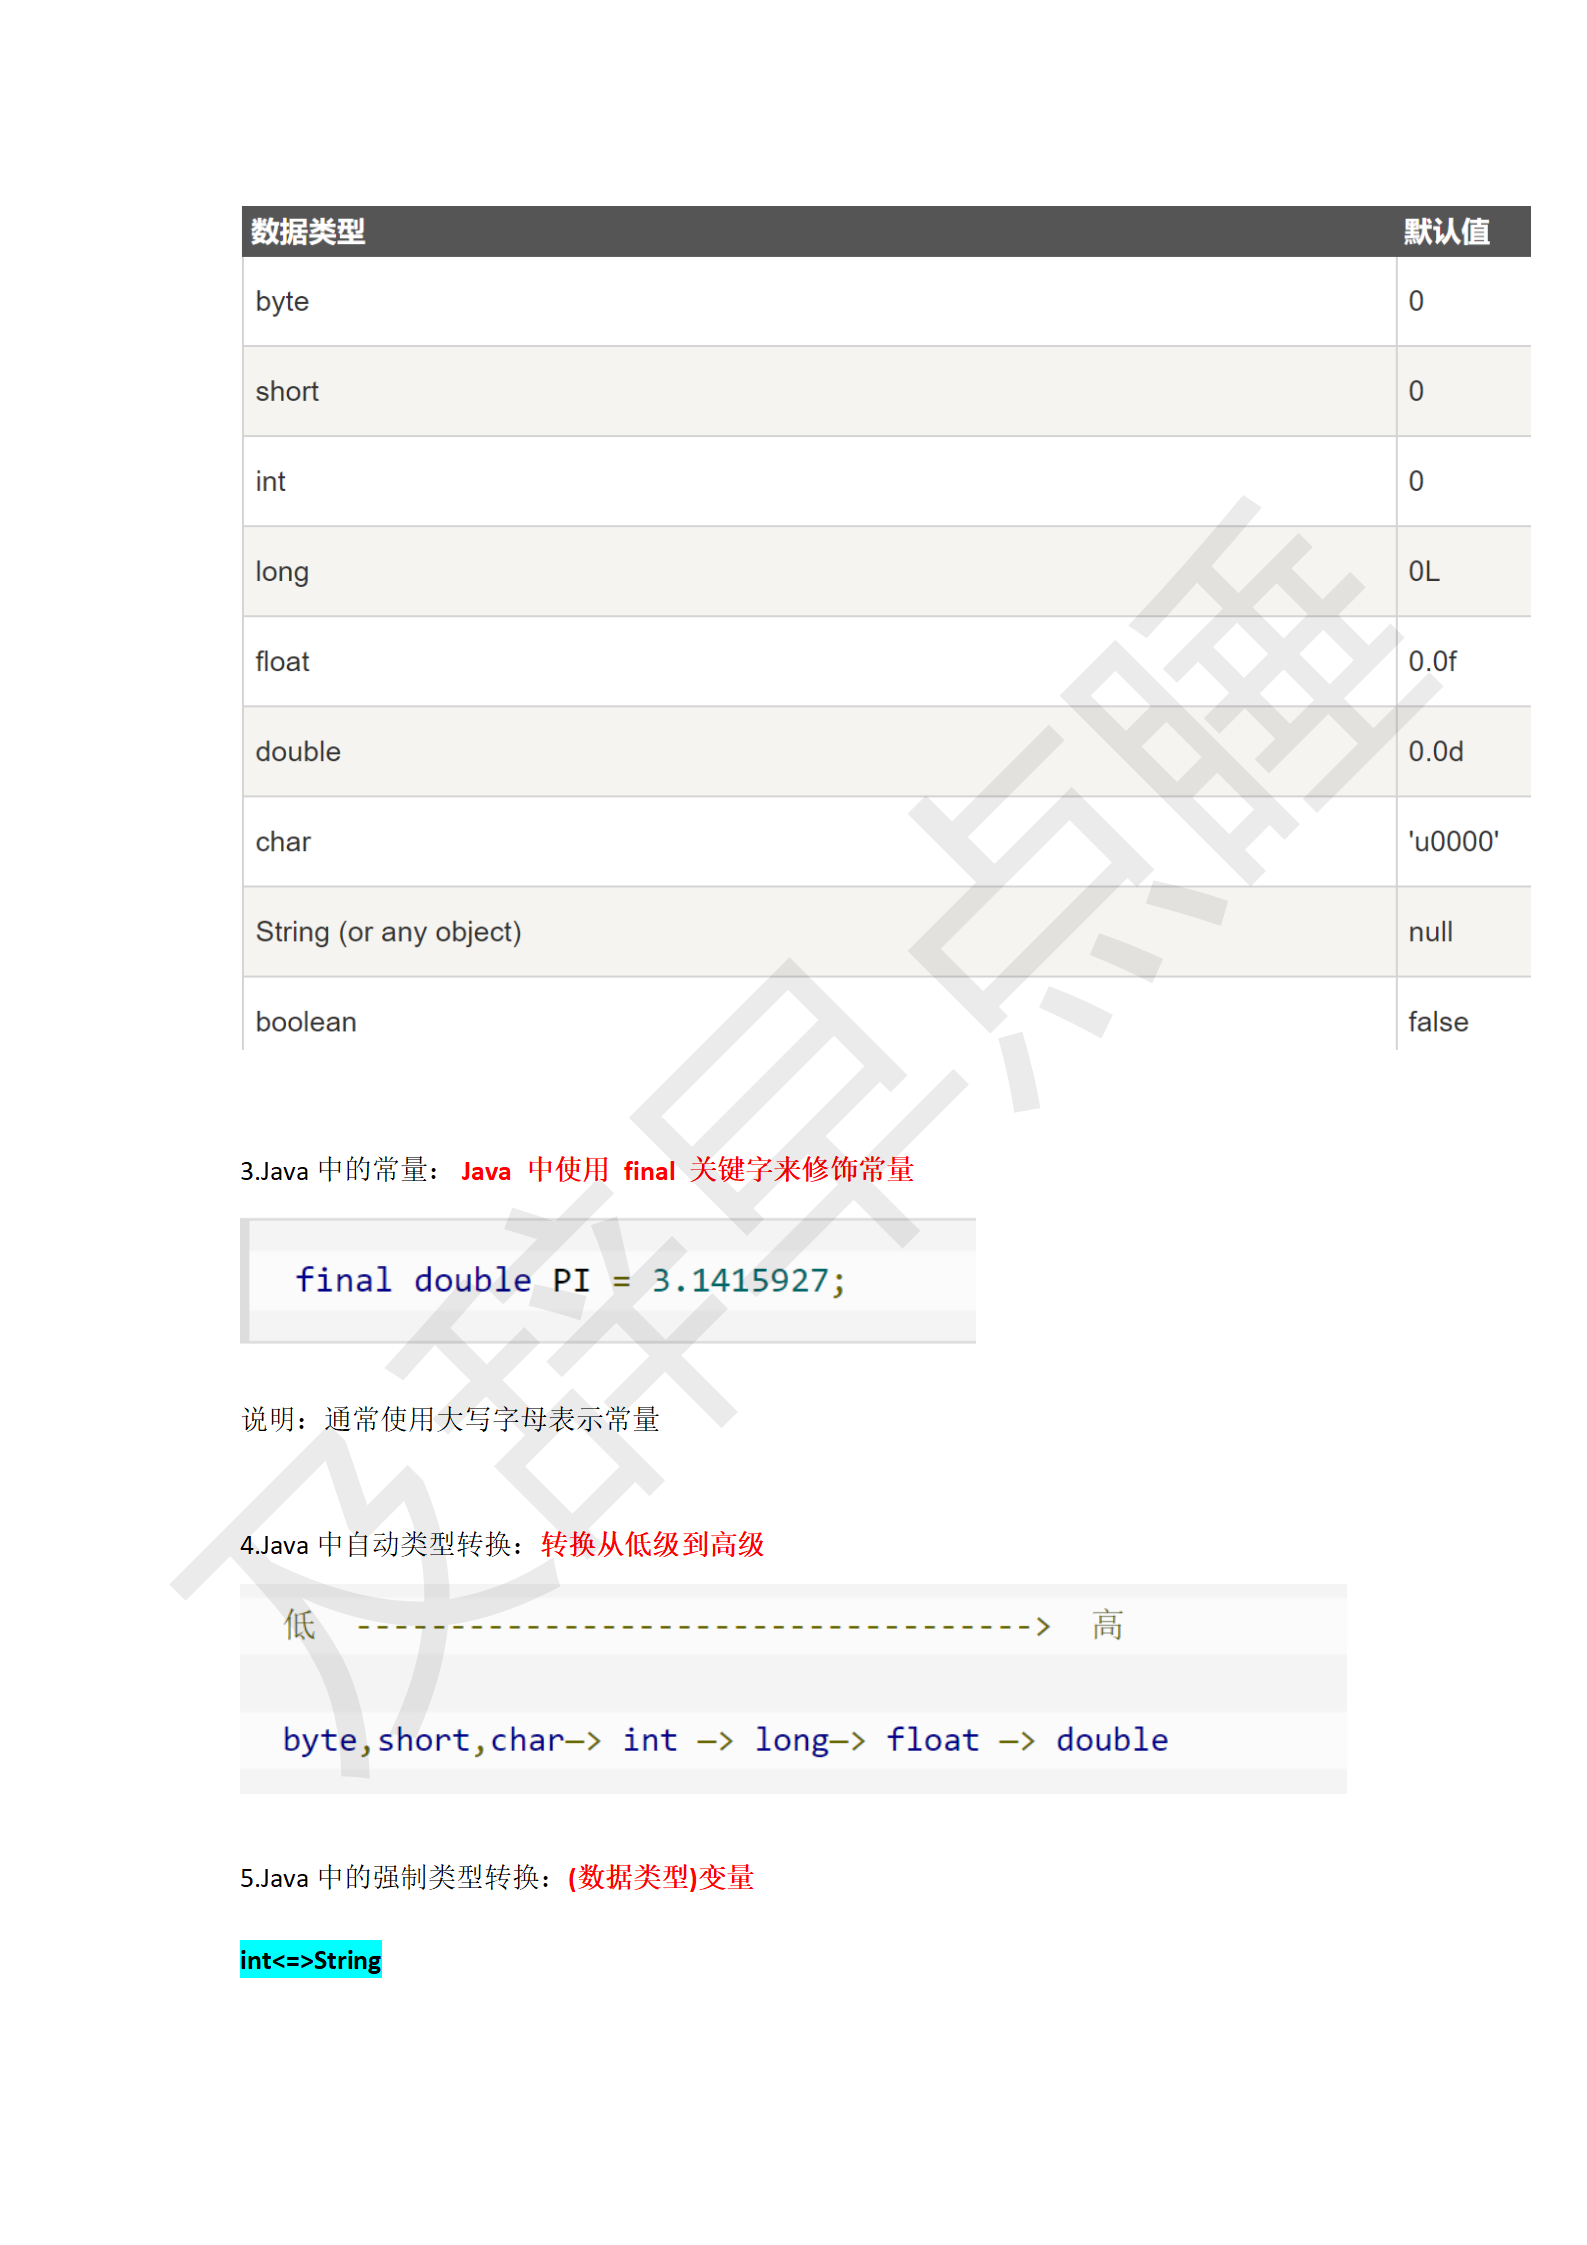 数据类型 默认值
byte 0
short 0
int 0
long 0L
float 0.0f
double 0.0d
char 'u0000'
String (or any object) null
boolean false
3.Java 中的常量： Java 中使用 final 关键字来修饰常量
final double PI = 3.1415927;
说明：通常使用大写字母表示常量
4.Java 中自动类型转换：转换从低级到高级
低 ------------------------------------> 高
byte,short,char—> int —> long—> float —> double
5.Java 中的强制类型转换：(数据类型)变量
int<=>String
及辞早点睡